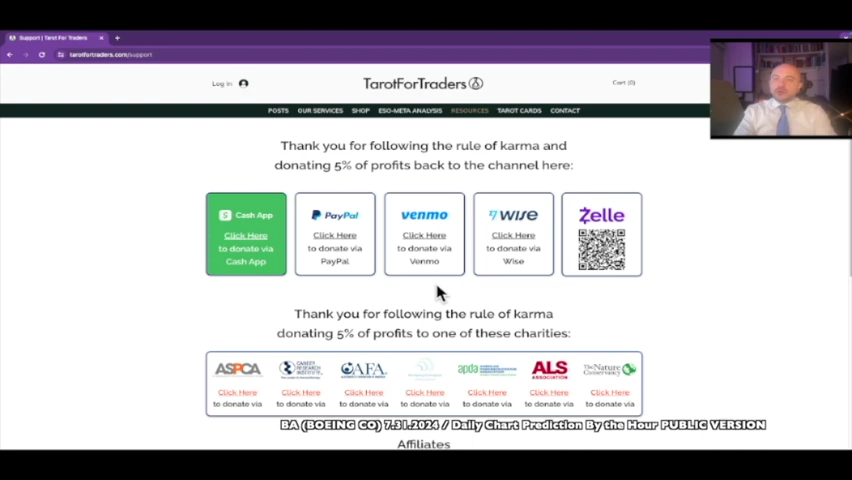 Support | Tarot For Traders
tarotfortraders.com/support
Log In
TarotForTraders
Cart (0)
POSTS OUR SERVICES SHOP ESO-META ANALYSIS RESOURCES TAROT CARDS CONTACT
Thank you for following the rule of karma and
donating 5% of profits back to the channel here:
Cash App PayPal venmo WISE Zelle
Click Here Click Here Click Here Click Here
to donate via to donate via to donate via to donate via
Cash App PayPal Venmo Wise
Thank you for following the rule of karma
donating 5% of profits to one of these charities:
ASPCA CANCER RESEARCH INSTITUTE AFA apda ALS ASSOCIATION The Nature Conservancy
Click Here Click Here Click Here Click Here Click Here Click Here Click Here
to donate via to donate via to donate via to donate via to donate via to donate via to donate via
BA (BOEING CO) 7.31.2024 / Daily Chart Prediction By the Hour PUBLIC VERSION
Affiliates